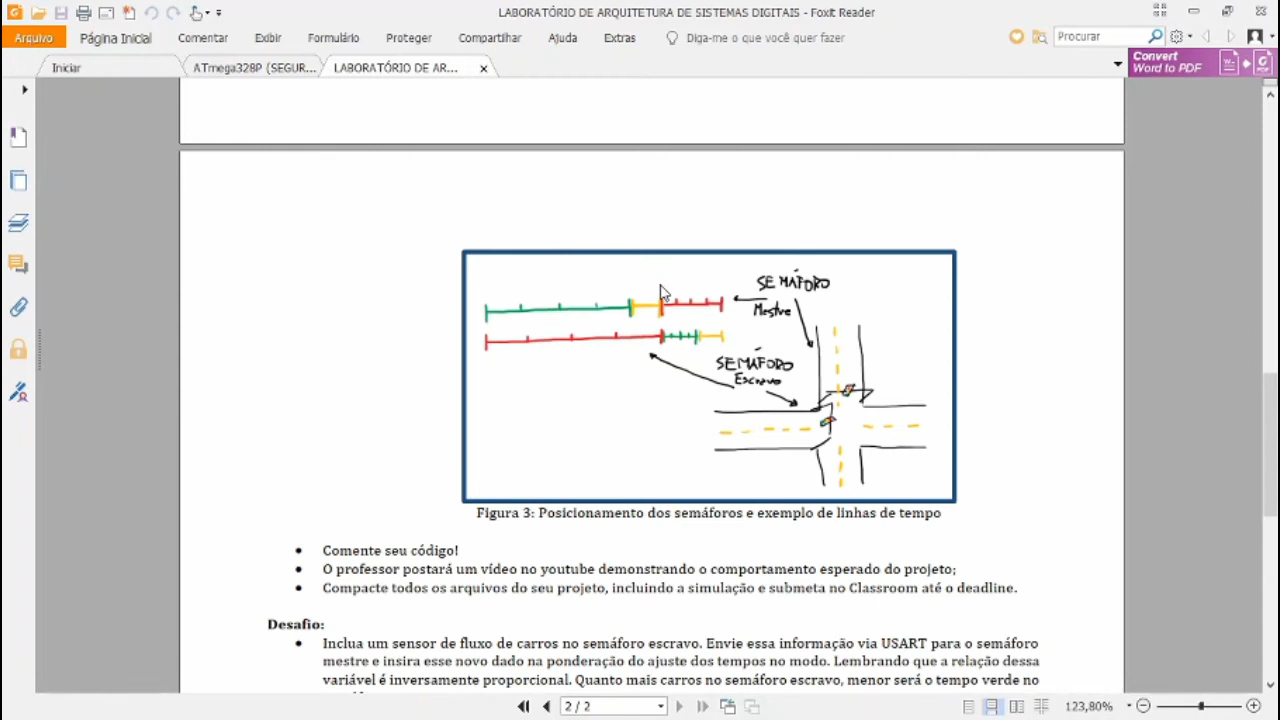 LABORATÓRIO DE ARQUITETURA DE SISTEMAS DIGITAIS - Foxit Reader
Arquivo Página Inicial Comentar Exibir Formulário Proteger Compartilhar Ajuda Extras Diga-me o que você quer fazer Procurar
Iniciar ATmega328P (SEGUR... LABORATÓRIO DE AR... Convert
Word to PDF
SEMÁFORO
Mestre
SEMÁFORO
Escravo
Figura 3: Posicionamento dos semáforos e exemplo de linhas de tempo
• Comente seu código!
• O professor postará um vídeo no youtube demonstrando o comportamento esperado do projeto;
• Compacte todos os arquivos do seu projeto, incluindo a simulação e submeta no Classroom até o deadline.
Desafio:
• Inclua um sensor de fluxo de carros no semáforo escravo. Envie essa informação via USART para o semáforo
mestre e insira esse novo dado na ponderação do ajuste dos tempos no modo. Lembrando que a relação dessa
variável é inversamente proporcional. Quanto mais carros no semáforo escravo, menor será o tempo verde no
2 / 2 123,80%